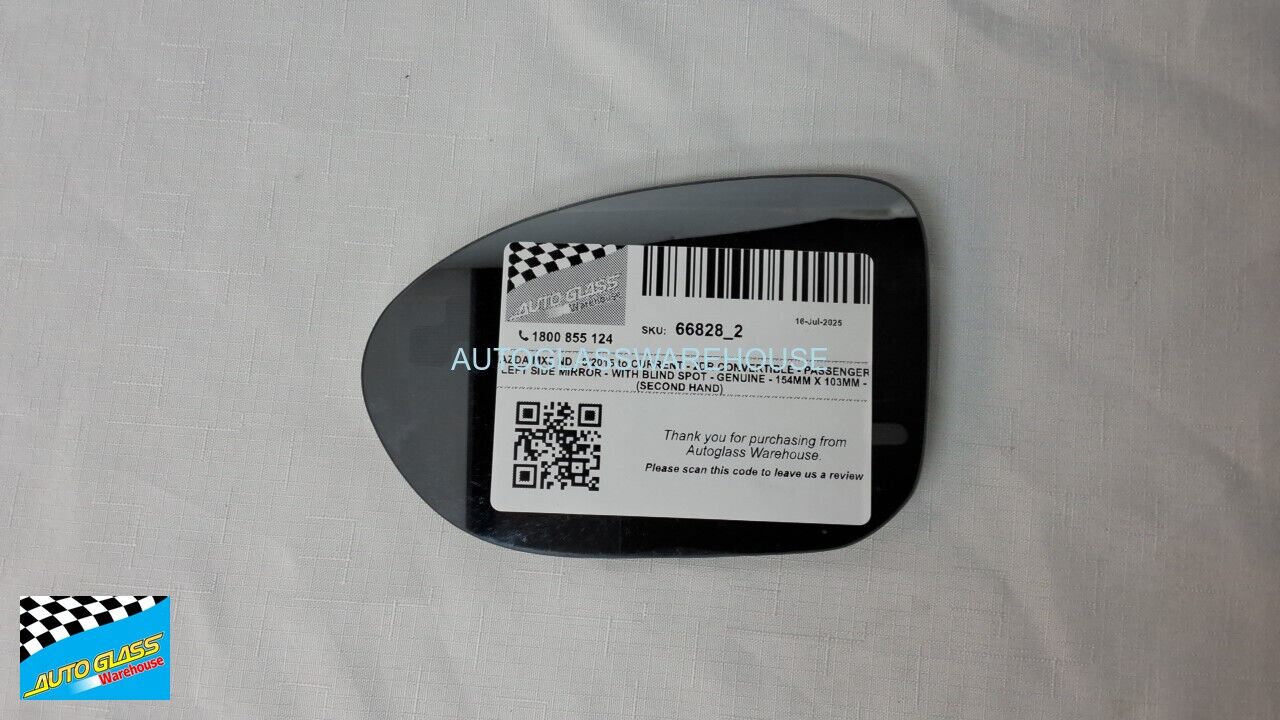 AUTO GLASS
Warehouse
1800 855 124
SKU: 66828_2
16-Jul-2025
AUTOGLASSWAREHOUSE
to CURRENT - CONVERTIBLE - PASSENGER
LEFT SIDE MIRROR - WITH BLIND SPOT - GENUINE - 154MM X 103MM -
(SECOND HAND)
Thank you for purchasing from
Autoglass Warehouse.
Please scan this code to leave us a review
AUTO GLASS
Warehouse